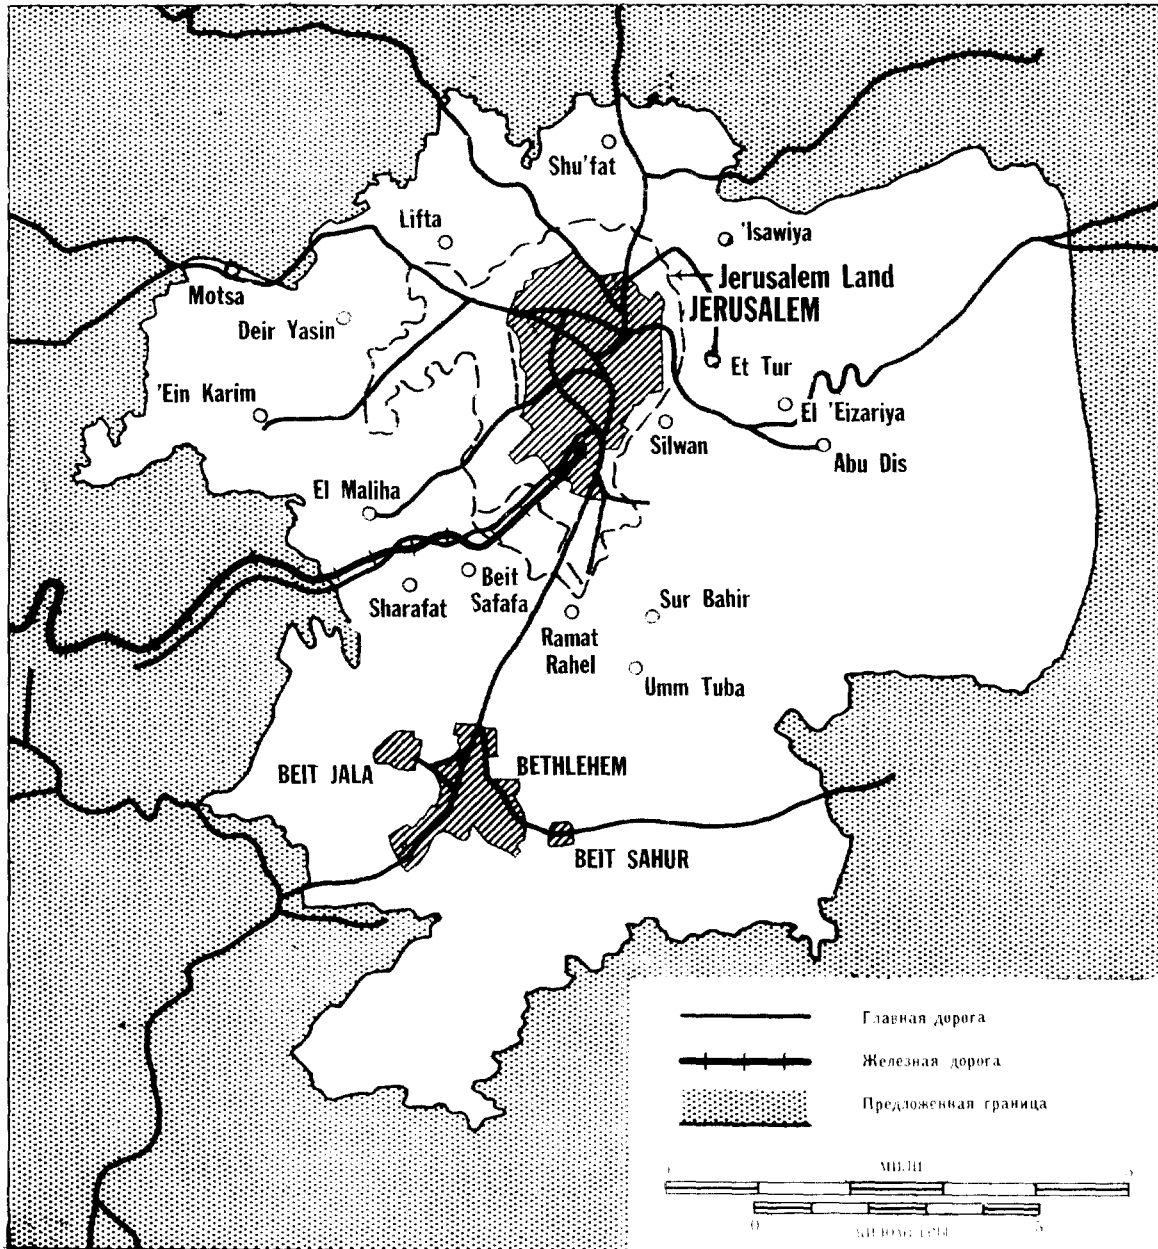 Shu'fat
Lifta
'Isawiya
Jerusalem Land
JERUSALEM
Motsa
Deir Yasin
Et Tur
'Ein Karim
El 'Eizariya
Silwan
Abu Dis
El Maliha
Beit
Safafa
Sharafat
Sur Bahir
Ramat
Rahel
Umm Tuba
BETHLEHEM
BEIT JALA
BEIT SAHUR
Главная дорога
Железная дорога
Предложенная граница
МИЛИ
0
5
КИЛОМЕТРЫ